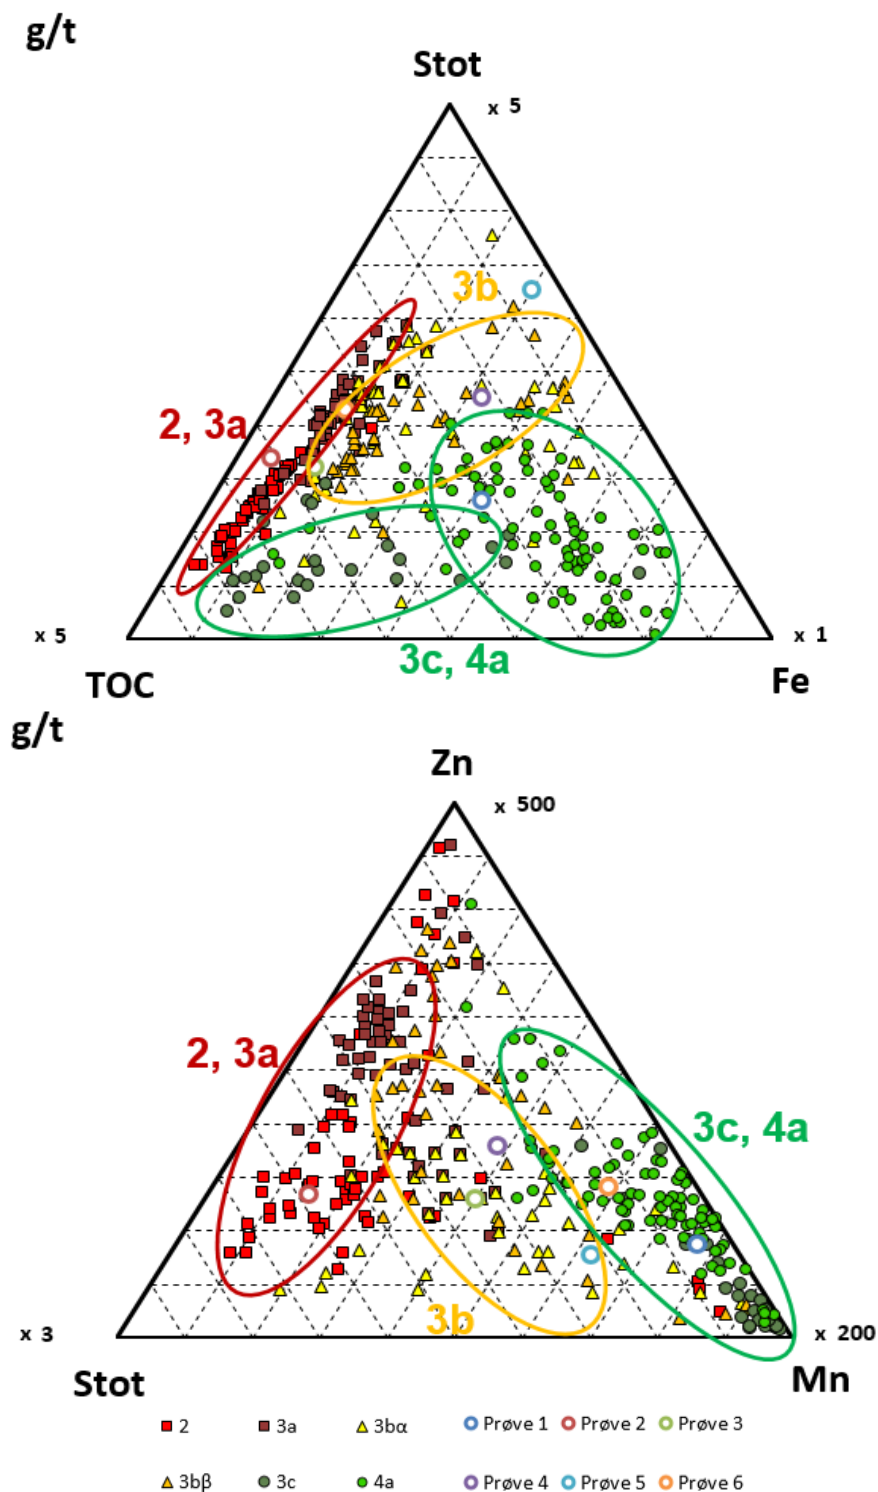 g/t
Stot
x 5
3b
2, 3a
x 5
x 1
3c, 4a
TOC
Fe
g/t
Zn
x 500
2, 3a
3c, 4a
3b
x 3
x 200
Stot
Mn
2 3a 3bα Prøve 1 Prøve 2 Prøve 3
3bβ 3c 4a Prøve 4 Prøve 5 Prøve 6